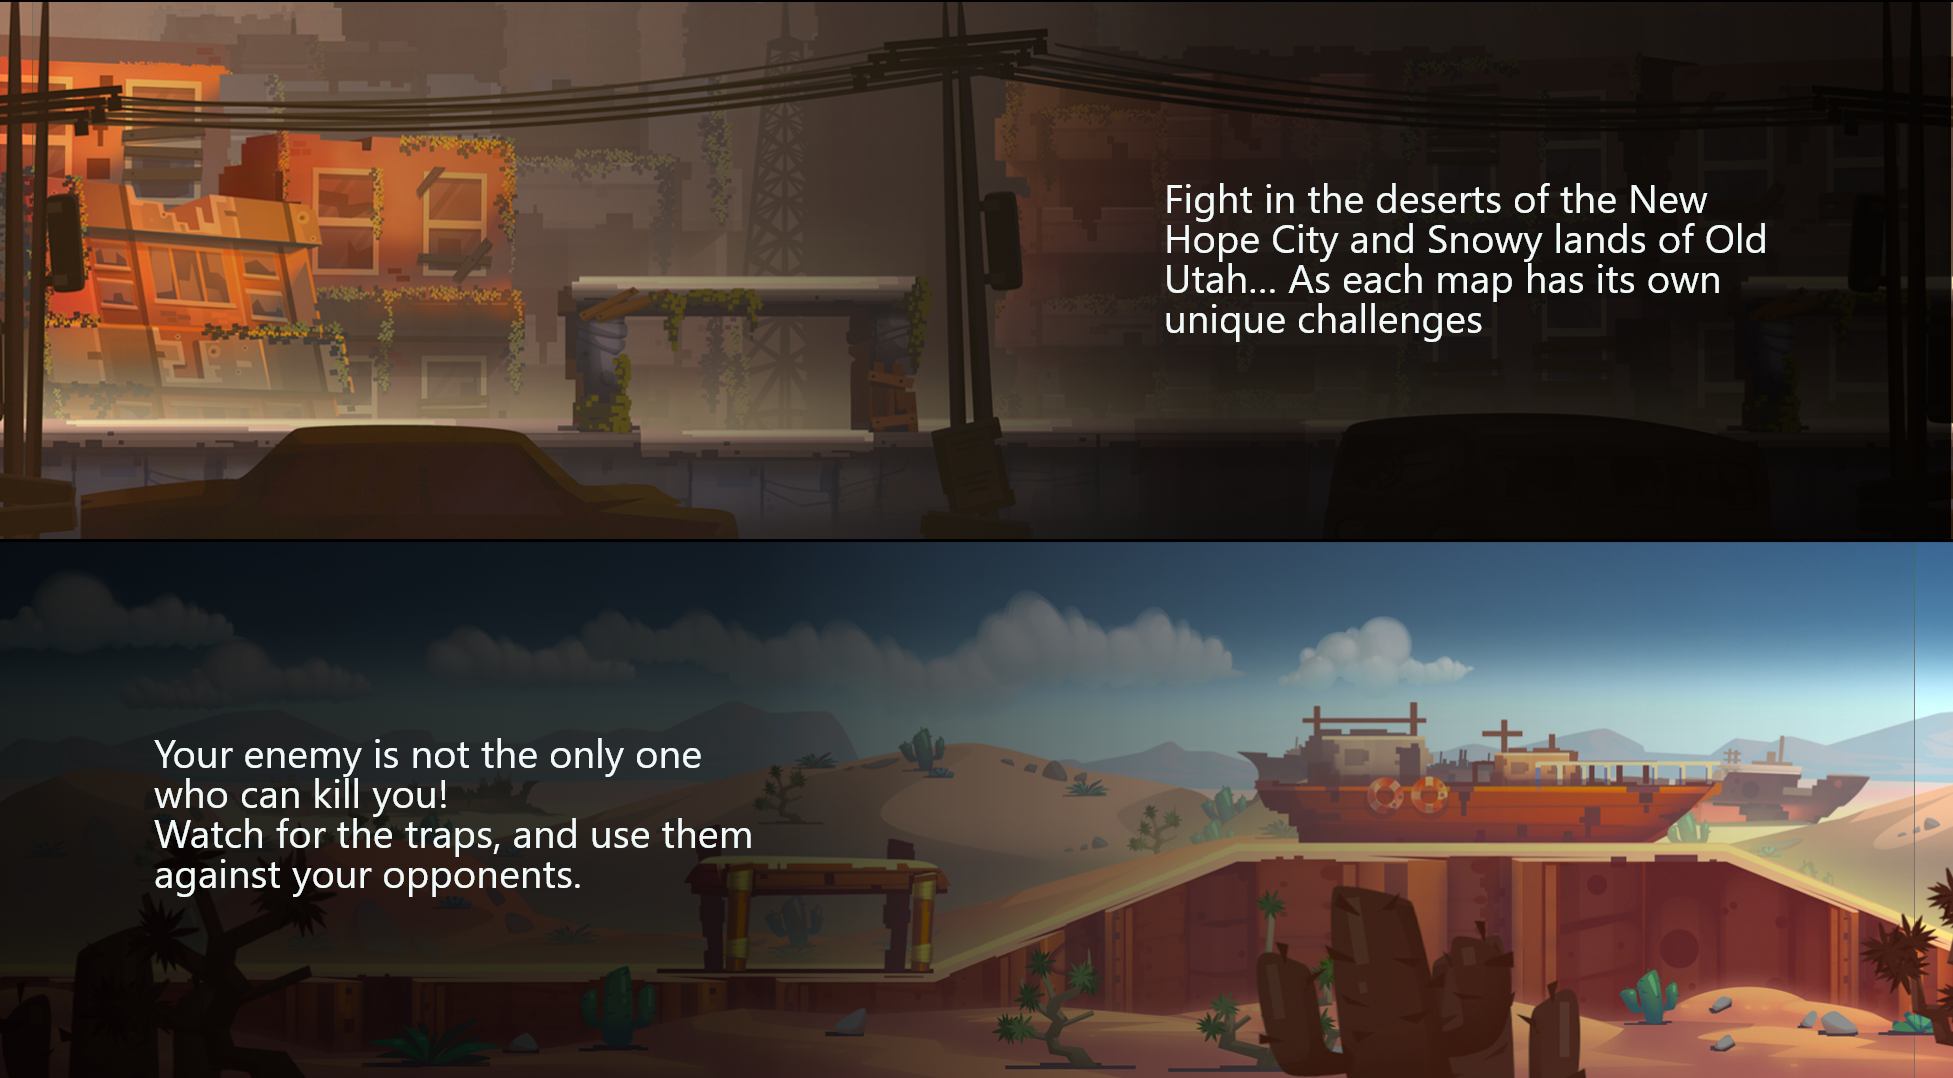 Fight in the deserts of the New
Hope City and Snowy lands of Old
Utah... As each map has its own
unique challenges
Your enemy is not the only one
who can kill you!
Watch for the traps, and use them
against your opponents.